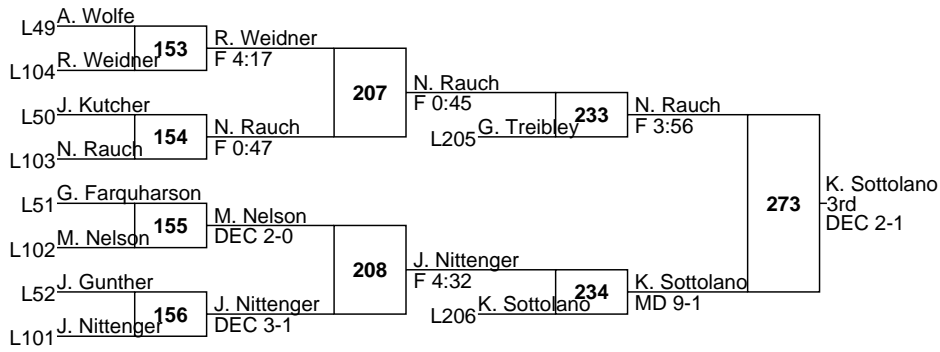 L49 A. Wolfe
153
R. Weidner
F 4:17
L104 R. Weidner
207
N. Rauch
F 0:45
L50 J. Kutcher
154
N. Rauch
F 0:47
L103 N. Rauch
233
L205 G. Treibley
N. Rauch
F 3:56
273
K. Sottolano
3rd
DEC 2-1
L51 G. Farquharson
155
M. Nelson
DEC 2-0
L102 M. Nelson
208
J. Nittenger
F 4:32
L52 J. Gunther
156
J. Nittenger
DEC 3-1
L101 J. Nittenger
234
L206 K. Sottolano
K. Sottolano
MD 9-1